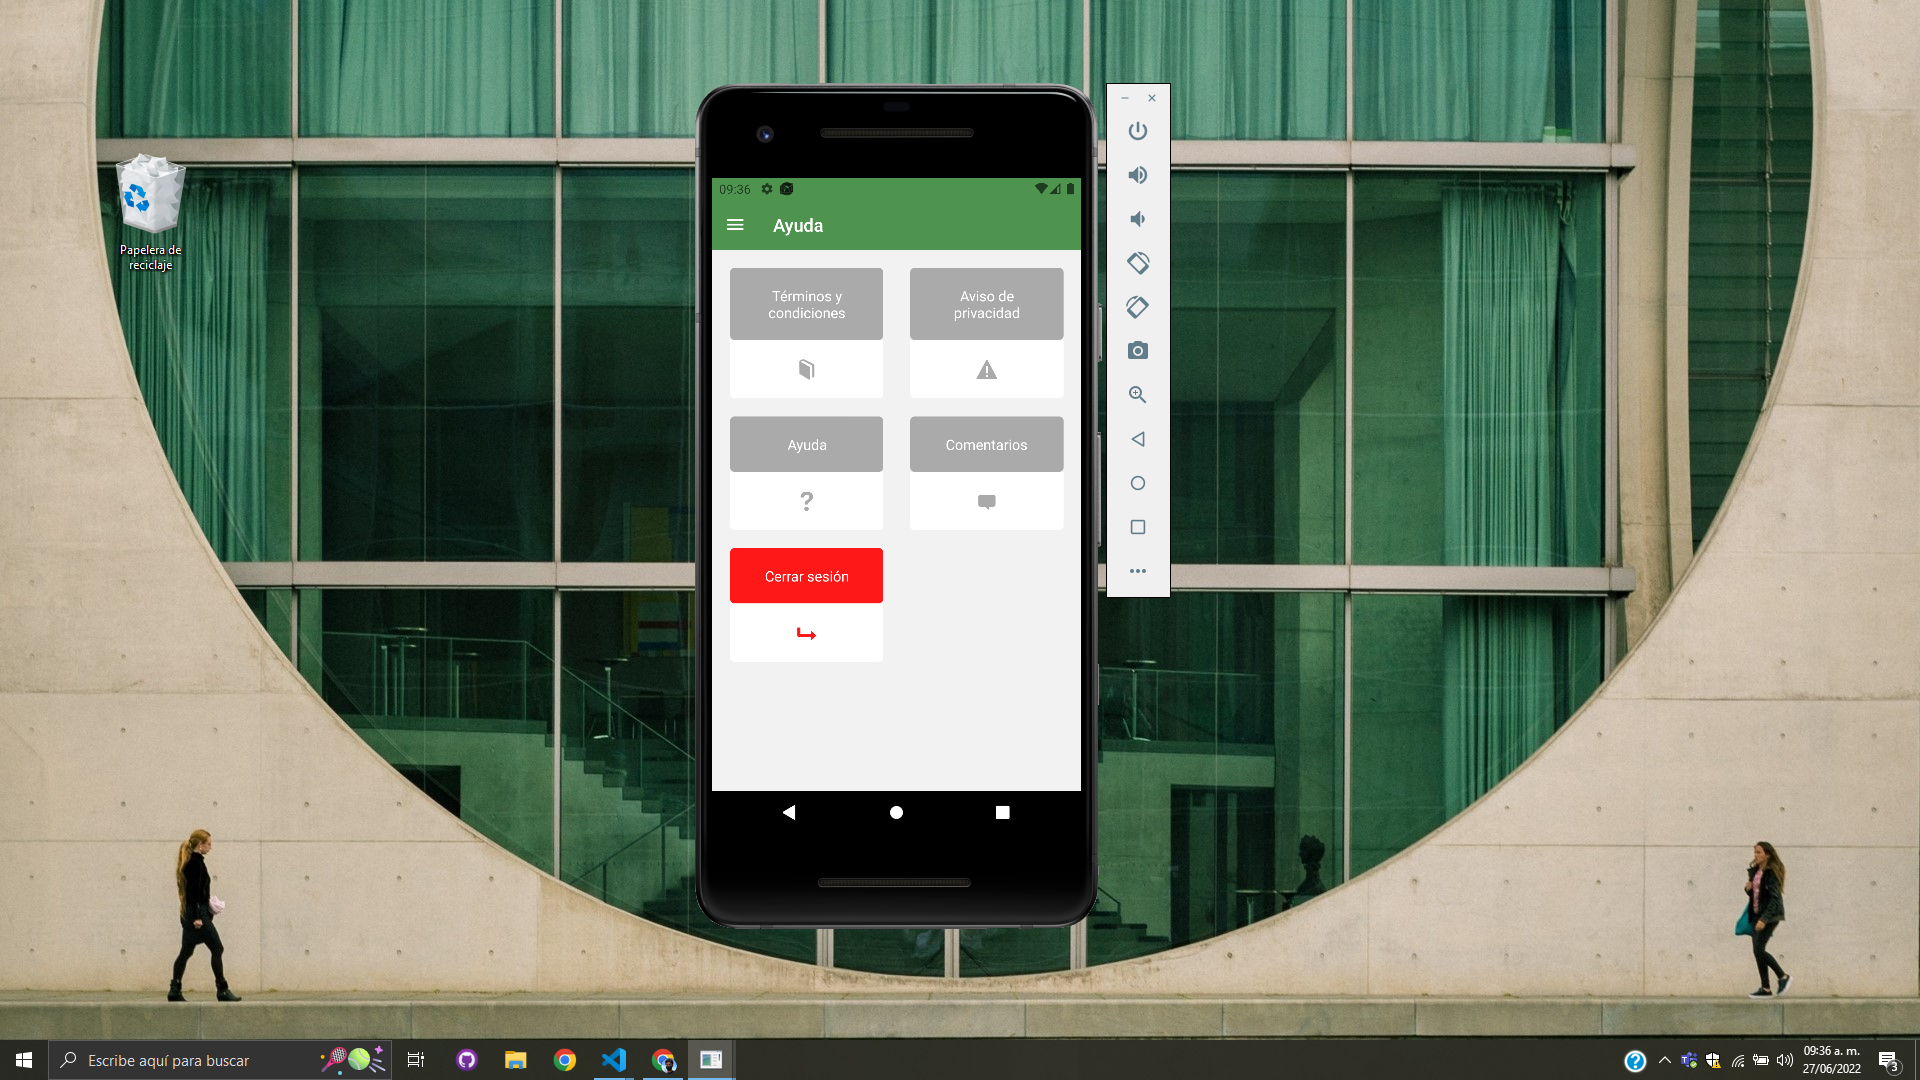 Papelera de
reciclaje
09:36
Ayuda
Términos y
condiciones
Aviso de
privacidad
Ayuda
Comentarios
Cerrar sesión
Escribe aquí para buscar
09:36 a. m.
27/06/2022
3